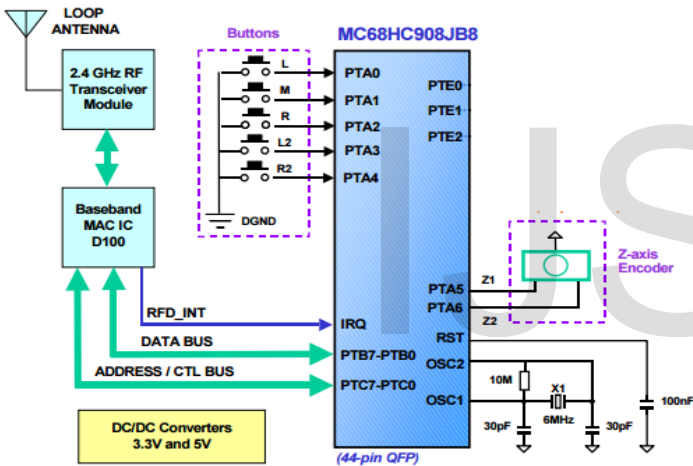 LOOP
ANTENNA
2.4 GHz RF
Transceiver
Module
Baseband
MAC IC
D100
RFD_INT
DATA BUS
ADDRESS / CTL BUS
DC/DC Converters
3.3V and 5V
Buttons
L
M
R
L2
R2
DGND
MC68HC908JB8
PTA0
PTA1
PTA2
PTA3
PTA4
IRQ
PTB7-PTB0
PTC7-PTC0
PTE0
PTE1
PTE2
PTA5
PTA6
RST
OSC2
OSC1
(44-pin QFP)
Z1
Z2
Z-axis
Encoder
10M
X1
6MHz
30pF
30pF
100nF
IJS